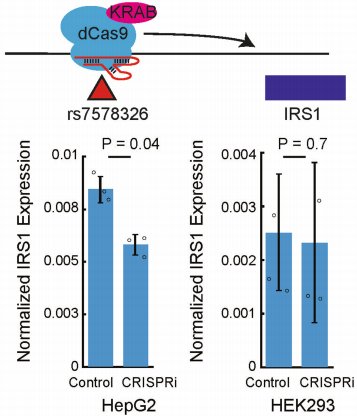 KRAB
dCas9
rs7578326
IRS1
P = 0.04
P = 0.7
Normalized IRS1 Expression
0.01
0.008
0.005
0.003
0
Control
CRISPRi
HepG2
Normalized IRS1 Expression
0.004
0.003
0.002
0.001
0
Control
CRISPRi
HEK293